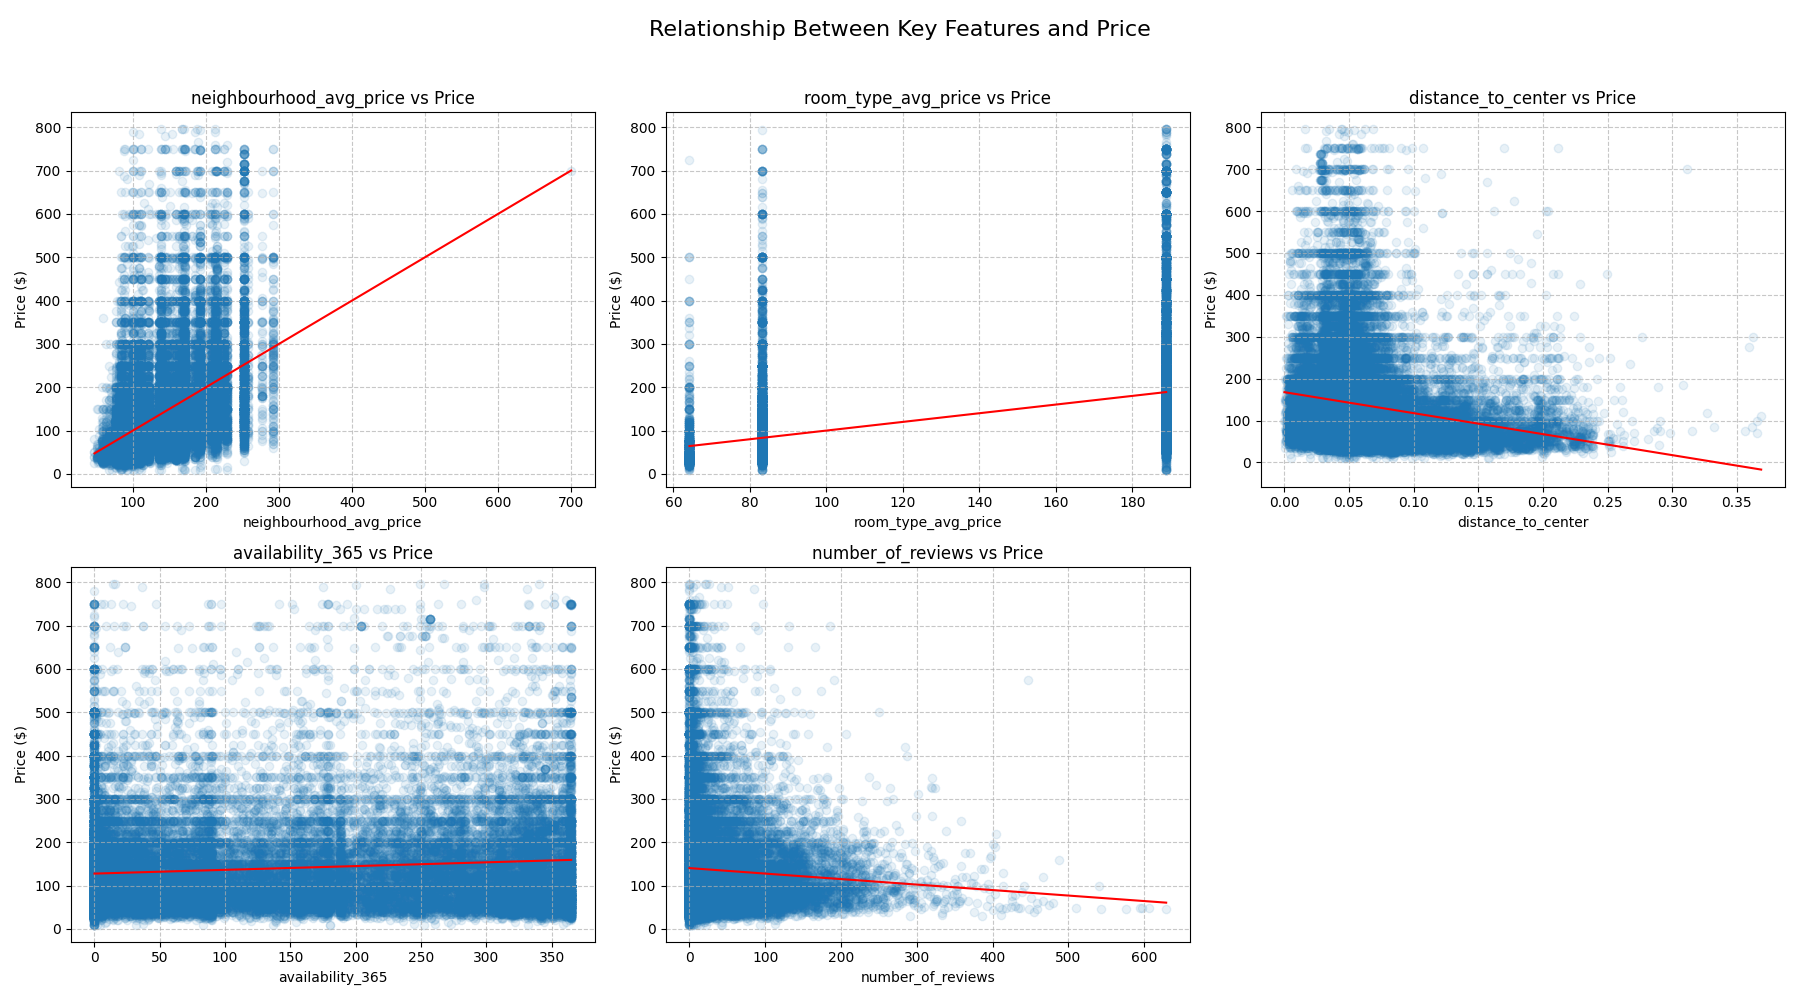 Relationship Between Key Features and Price
neighbourhood_avg_price vs Price
800
700
600
500
400
300
200
100
0
Price ($)
100 200 300 400 500 600 700
neighbourhood_avg_price
room_type_avg_price vs Price
800
700
600
500
400
300
200
100
0
Price ($)
60 80 100 120 140 160 180
room_type_avg_price
distance_to_center vs Price
800
700
600
500
400
300
200
100
0
Price ($)
0.00 0.05 0.10 0.15 0.20 0.25 0.30 0.35
distance_to_center
availability_365 vs Price
800
700
600
500
400
300
200
100
0
Price ($)
0 50 100 150 200 250 300 350
availability_365
number_of_reviews vs Price
800
700
600
500
400
300
200
100
0
Price ($)
0 100 200 300 400 500 600
number_of_reviews